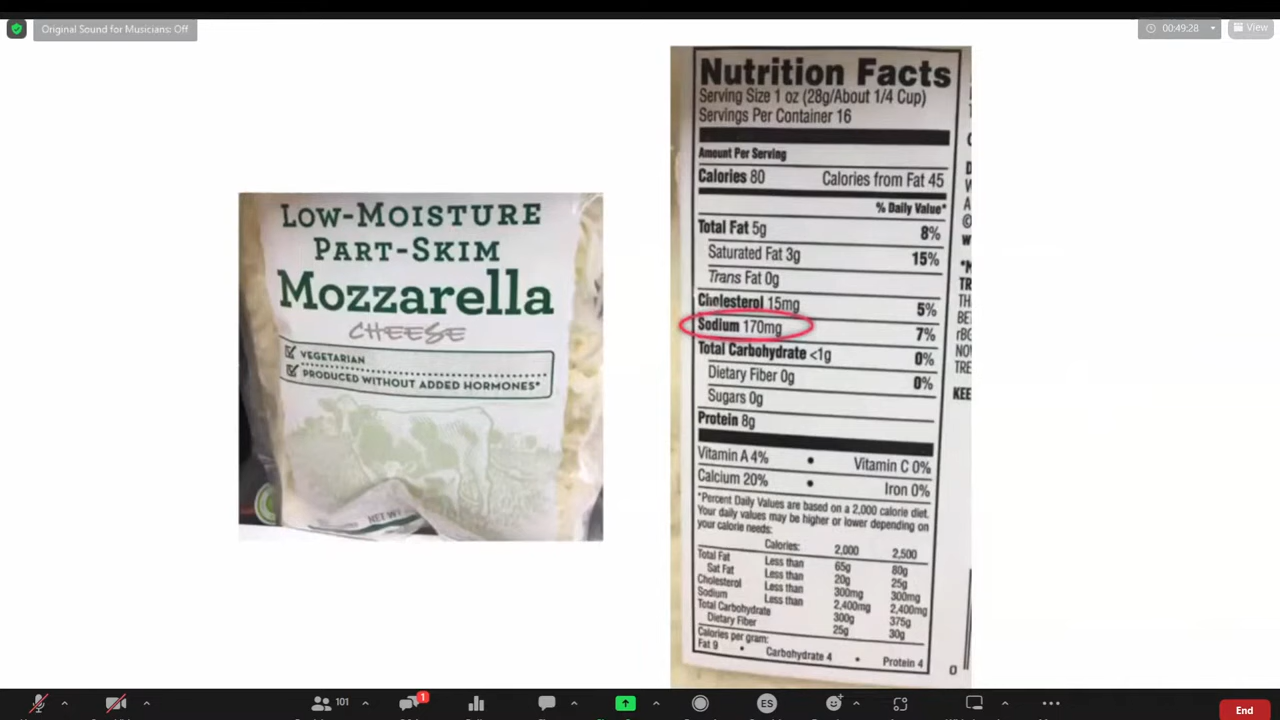 Original Sound for Musicians: Off
00:49:28
View
LOW-MOISTURE
PART-SKIM
Mozzarella
CHEESE
VEGETARIAN
PRODUCED WITHOUT ADDED HORMONES*
NET
Nutrition Facts
Serving Size 1 oz (28g/About 1/4 Cup)
Servings Per Container 16
Amount Per Serving
Calories 80 Calories from Fat 45
% Daily Value*
Total Fat 5g 8%
Saturated Fat 3g 15%
Trans Fat 0g
Cholesterol 15mg 5%
Sodium 170mg 7%
Total Carbohydrate <1g 0%
Dietary Fiber 0g 0%
Sugars 0g
Protein 8g
Vitamin A 4% • Vitamin C 0%
Calcium 20% • Iron 0%
*Percent Daily Values are based on a 2,000 calorie diet.
Your daily values may be higher or lower depending on
your calorie needs:
Calories: 2,000 2,500
Total Fat Less than 65g 80g
Sat Fat Less than 20g 25g
Cholesterol Less than 300mg 300mg
Sodium Less than 2,400mg 2,400mg
Total Carbohydrate 300g 375g
Dietary Fiber 25g 30g
Calories per gram:
Fat 9 • Carbohydrate 4 • Protein 4
KEE
101
1
ES
End